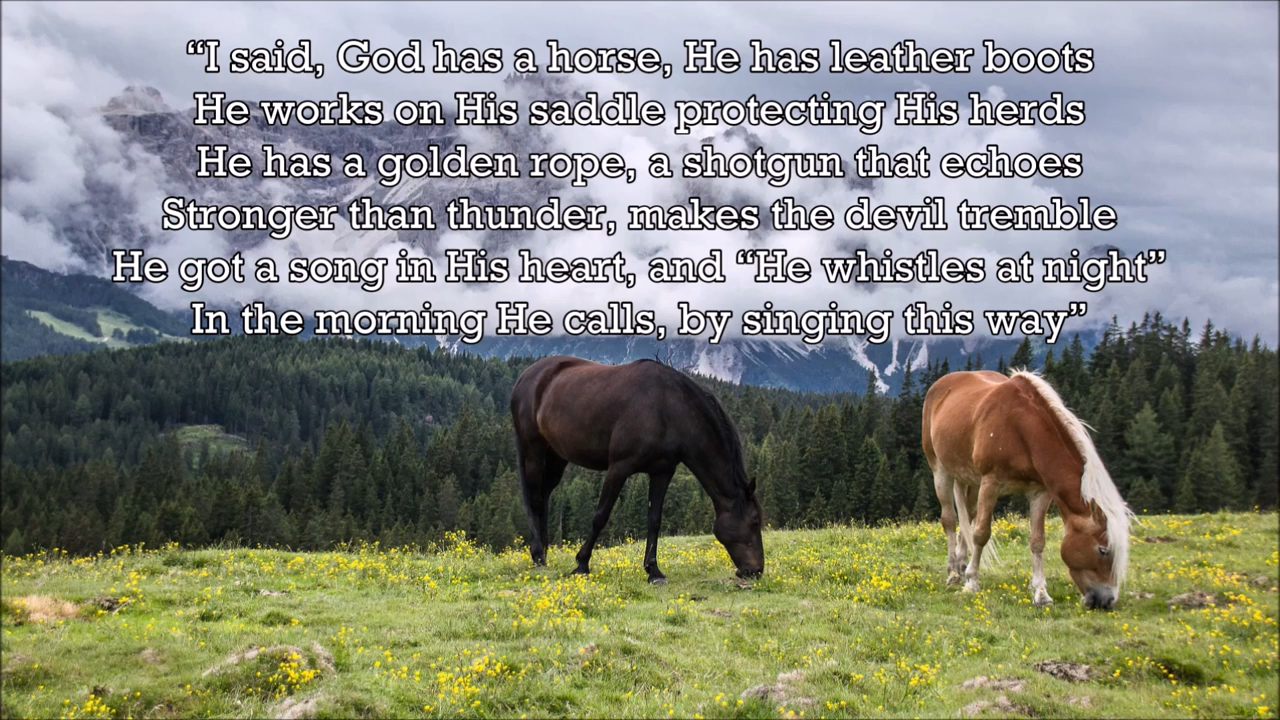 “I said, God has a horse, He has leather boots
He works on His saddle protecting His herds
He has a golden rope, a shotgun that echoes
Stronger than thunder, makes the devil tremble
He got a song in His heart, and “He whistles at night”
In the morning He calls, by singing this way”